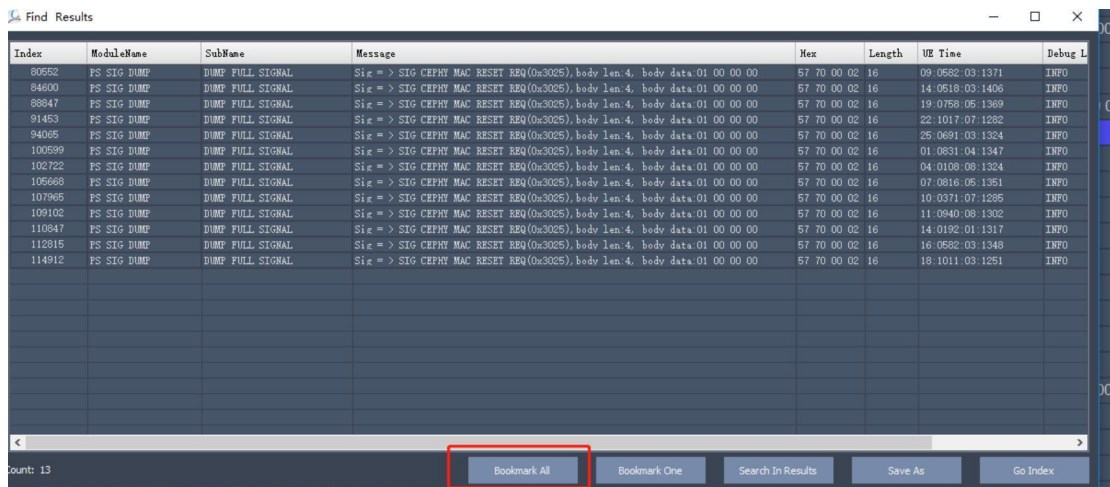 Find Results
Index ModuleName SubName Message Hex Length UE Time Debug L
80552 PS SIG DUMP DUMP FULL SIGNAL Sig = > SIG CEPHY MAC RESET REQ(0x3025), body len:4, body data:01 00 00 00 57 70 00 02 16 09:0582:03:1371 INFO
84600 PS SIG DUMP DUMP FULL SIGNAL Sig = > SIG CEPHY MAC RESET REQ(0x3025), body len:4, body data:01 00 00 00 57 70 00 02 16 14:0518:03:1406 INFO
88847 PS SIG DUMP DUMP FULL SIGNAL Sig = > SIG CEPHY MAC RESET REQ(0x3025), body len:4, body data:01 00 00 00 57 70 00 02 16 19:0758:05:1369 INFO
91453 PS SIG DUMP DUMP FULL SIGNAL Sig = > SIG CEPHY MAC RESET REQ(0x3025), body len:4, body data:01 00 00 00 57 70 00 02 16 22:1017:07:1282 INFO
94065 PS SIG DUMP DUMP FULL SIGNAL Sig = > SIG CEPHY MAC RESET REQ(0x3025), body len:4, body data:01 00 00 00 57 70 00 02 16 25:0691:03:1324 INFO
100599 PS SIG DUMP DUMP FULL SIGNAL Sig = > SIG CEPHY MAC RESET REQ(0x3025), body len:4, body data:01 00 00 00 57 70 00 02 16 01:0831:04:1347 INFO
102722 PS SIG DUMP DUMP FULL SIGNAL Sig = > SIG CEPHY MAC RESET REQ(0x3025), body len:4, body data:01 00 00 00 57 70 00 02 16 04:0108:08:1324 INFO
105668 PS SIG DUMP DUMP FULL SIGNAL Sig = > SIG CEPHY MAC RESET REQ(0x3025), body len:4, body data:01 00 00 00 57 70 00 02 16 07:0816:05:1351 INFO
107965 PS SIG DUMP DUMP FULL SIGNAL Sig = > SIG CEPHY MAC RESET REQ(0x3025), body len:4, body data:01 00 00 00 57 70 00 02 16 10:0371:07:1285 INFO
109102 PS SIG DUMP DUMP FULL SIGNAL Sig = > SIG CEPHY MAC RESET REQ(0x3025), body len:4, body data:01 00 00 00 57 70 00 02 16 11:0940:08:1302 INFO
110847 PS SIG DUMP DUMP FULL SIGNAL Sig = > SIG CEPHY MAC RESET REQ(0x3025), body len:4, body data:01 00 00 00 57 70 00 02 16 14:0192:01:1317 INFO
112815 PS SIG DUMP DUMP FULL SIGNAL Sig = > SIG CEPHY MAC RESET REQ(0x3025), body len:4, body data:01 00 00 00 57 70 00 02 16 16:0582:03:1348 INFO
114912 PS SIG DUMP DUMP FULL SIGNAL Sig = > SIG CEPHY MAC RESET REQ(0x3025), body len:4, body data:01 00 00 00 57 70 00 02 16 18:1011:03:1251 INFO
Count: 13 Bookmark All Bookmark One Search In Results Save As Go Index